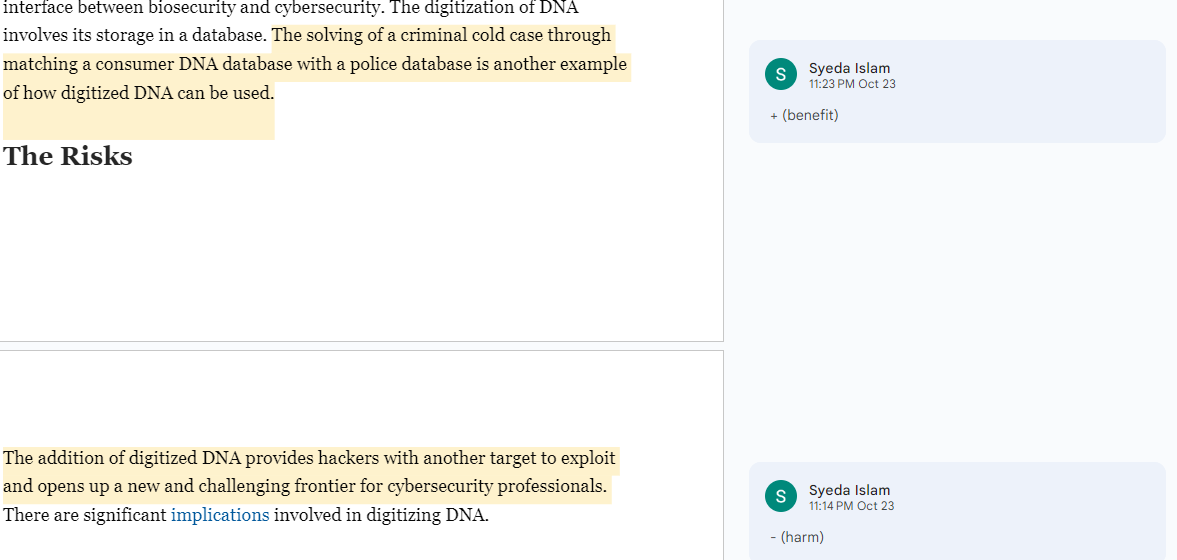 interface between biosecurity and cybersecurity. The digitization of DNA
involves its storage in a database. The solving of a criminal cold case through
matching a consumer DNA database with a police database is another example
of how digitized DNA can be used.
S
Syeda Islam
11:23 PM Oct 23
+ (benefit)
The Risks
The addition of digitized DNA provides hackers with another target to exploit
and opens up a new and challenging frontier for cybersecurity professionals.
There are significant implications involved in digitizing DNA.
S
Syeda Islam
11:14 PM Oct 23
- (harm)